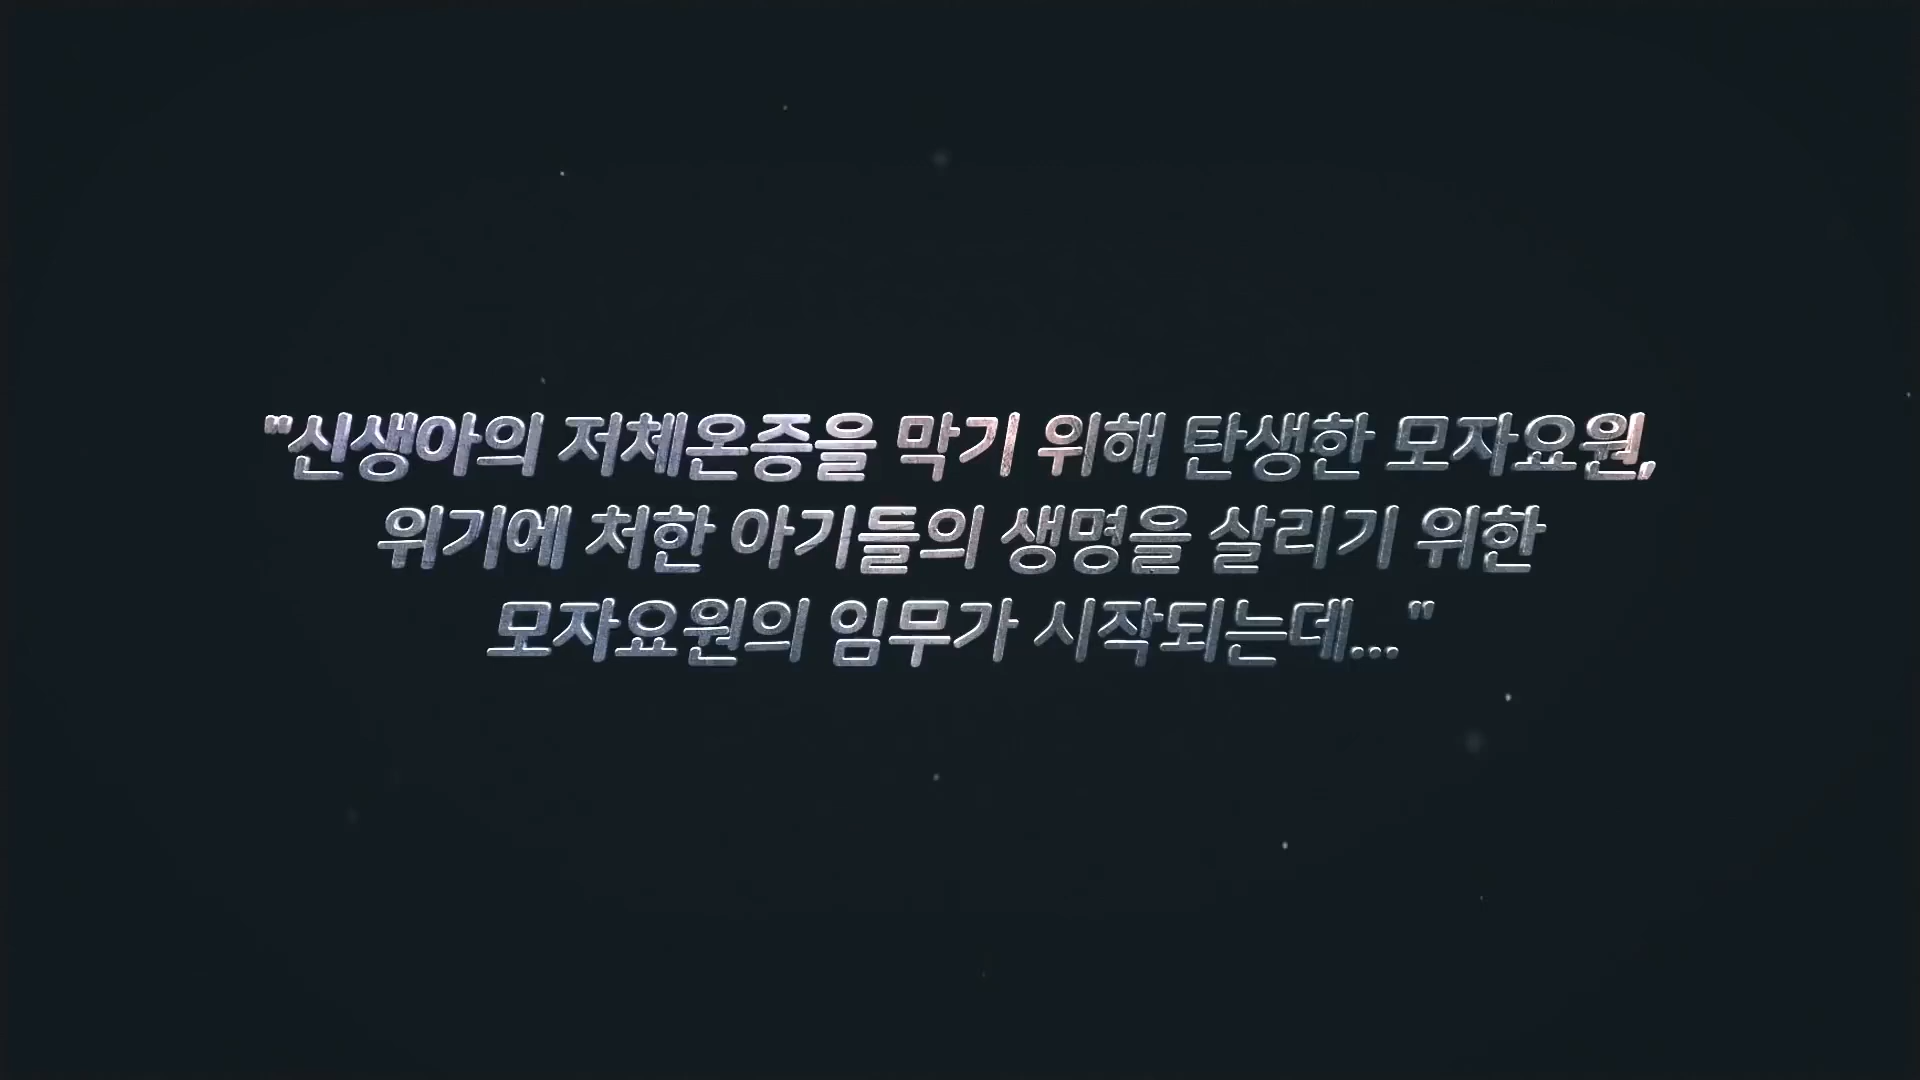 "신생아의 저체온증을 막기 위해 탄생한 모자요원,
위기에 처한 아기들의 생명을 살리기 위한
모자요원의 임무가 시작되는데..."